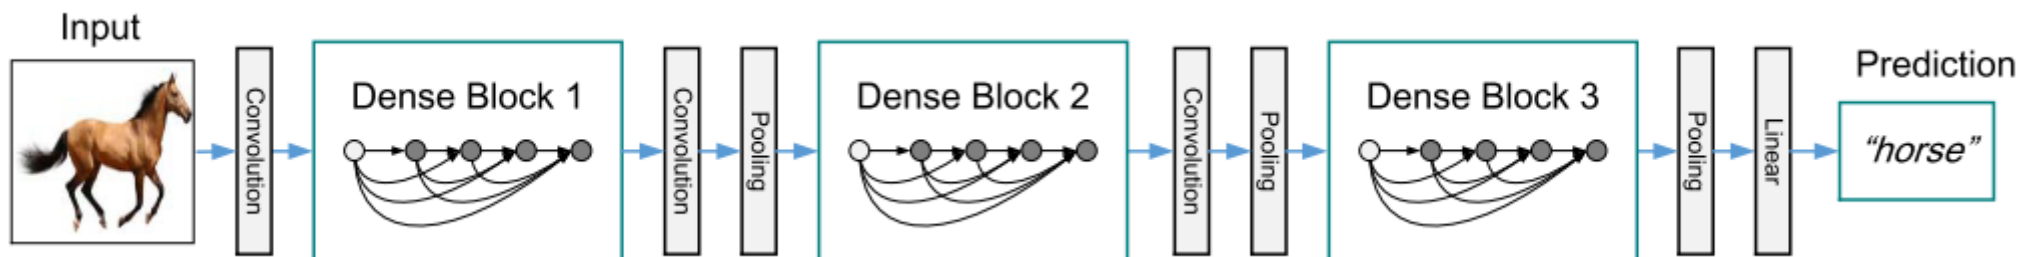 Input
Convolution
Dense Block 1
Convolution
Pooling
Dense Block 2
Convolution
Pooling
Dense Block 3
Pooling
Linear
Prediction
“horse”